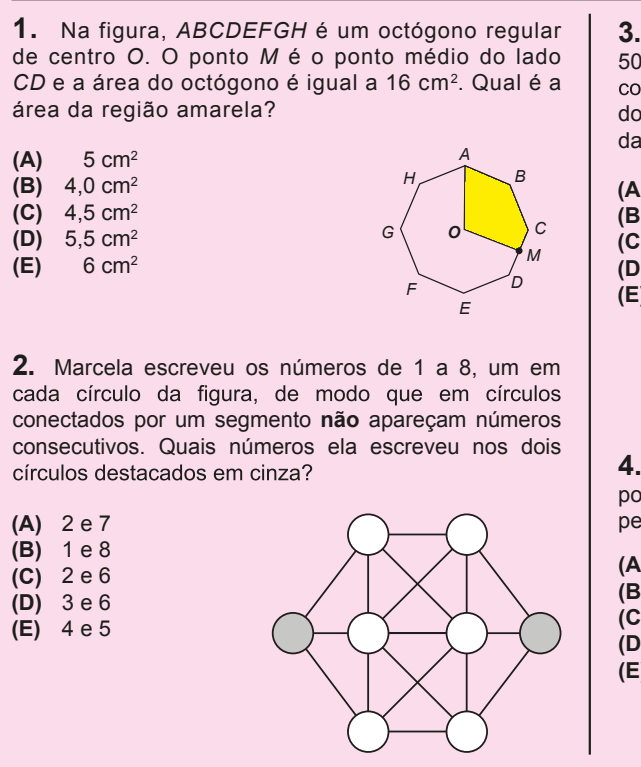 1. Na figura, ABCDEFGH é um octógono regular
de centro O. O ponto M é o ponto médio do lado
CD e a área do octógono é igual a 16 cm². Qual é a
área da região amarela?
(A) 5 cm²
(B) 4,0 cm²
(C) 4,5 cm²
(D) 5,5 cm²
(E) 6 cm²
A
B
H
G
O
C
M
F
D
E
2. Marcela escreveu os números de 1 a 8, um em
cada círculo da figura, de modo que em círculos
conectados por um segmento não apareçam números
consecutivos. Quais números ela escreveu nos dois
círculos destacados em cinza?
(A) 2 e 7
(B) 1 e 8
(C) 2 e 6
(D) 3 e 6
(E) 4 e 5
3.
50
co
do
da
(A
(B
(C
(D
(E)
4.
po
pe
(A
(B
(C
(D
(E